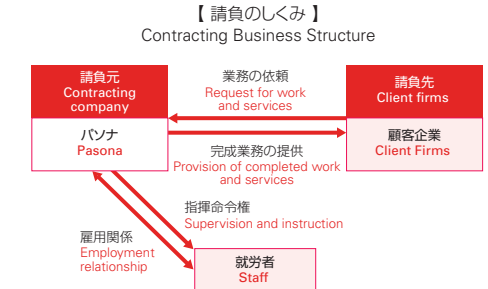 【 請負のしくみ 】
Contracting Business Structure
請負元
Contracting
company
パソナ
Pasona
業務の依頼
Request for work
and services
請負先
Client firms
顧客企業
Client Firms
完成業務の提供
Provision of completed work
and services
指揮命令権
Supervision and instruction
雇用関係
Employment
relationship
就労者
Staff